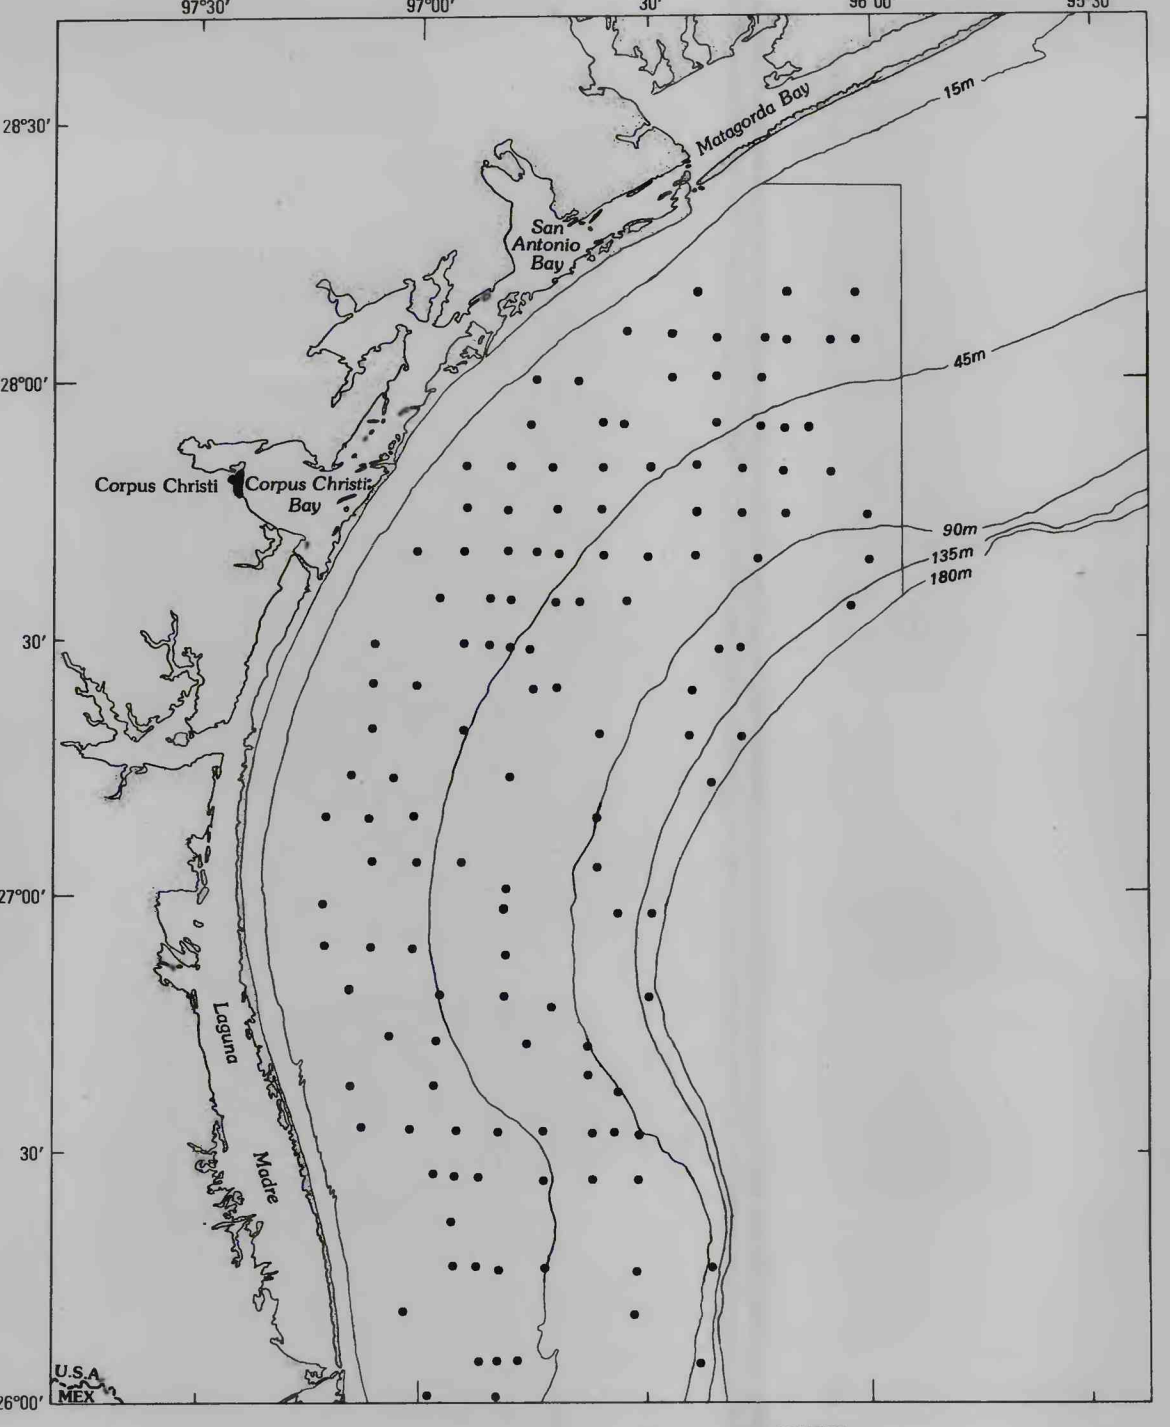 97°30′ 97°00′ 30′ 96°00′ 95°30′
15m
Matagorda Bay
28°30′
San
Antonio
Bay
45m
28°00′
Corpus Christi
Corpus Christi
Bay
90m
135m
180m
30′
27°00′
Laguna
Madre
30′
U.S.A
MEX
26°00′